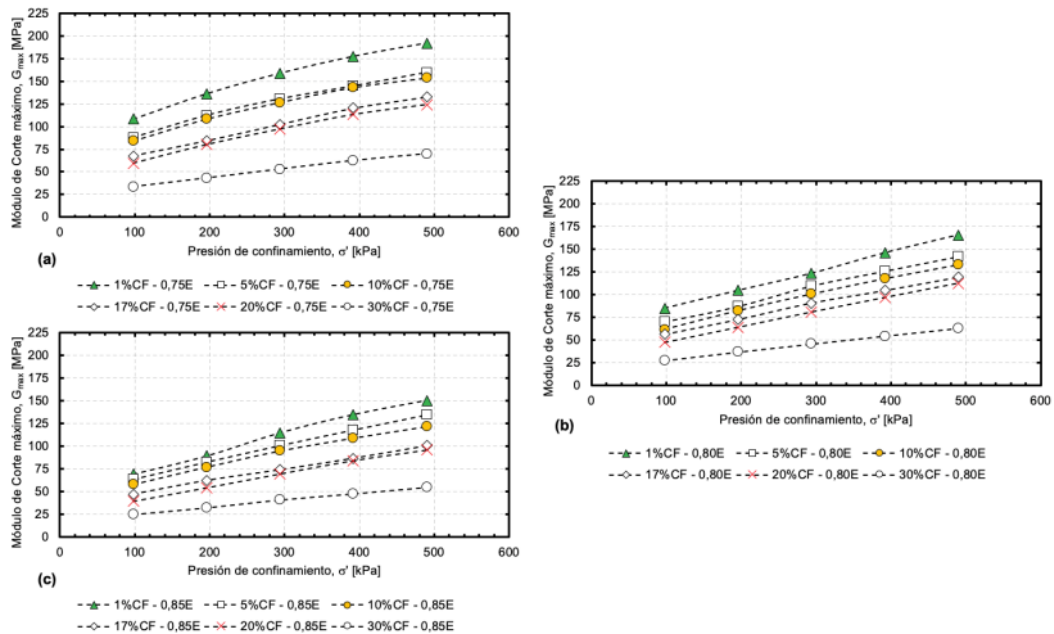 Módulo de Corte máximo, Gmax [MPa]
225
200
175
150
125
100
75
50
25
0
0 100 200 300 400 500 600
Presión de confinamiento, σ' [kPa]
(a)
1%CF - 0,75E 5%CF - 0,75E 10%CF - 0,75E
17%CF - 0,75E 20%CF - 0,75E 30%CF - 0,75E
Módulo de Corte máximo, Gmax [MPa]
225
200
175
150
125
100
75
50
25
0
0 100 200 300 400 500 600
Presión de confinamiento, σ' [kPa]
(b)
1%CF - 0,80E 5%CF - 0,80E 10%CF - 0,80E
17%CF - 0,80E 20%CF - 0,80E 30%CF - 0,80E
Módulo de Corte máximo, Gmax [MPa]
225
200
175
150
125
100
75
50
25
0
0 100 200 300 400 500 600
Presión de confinamiento, σ' [kPa]
(c)
1%CF - 0,85E 5%CF - 0,85E 10%CF - 0,85E
17%CF - 0,85E 20%CF - 0,85E 30%CF - 0,85E